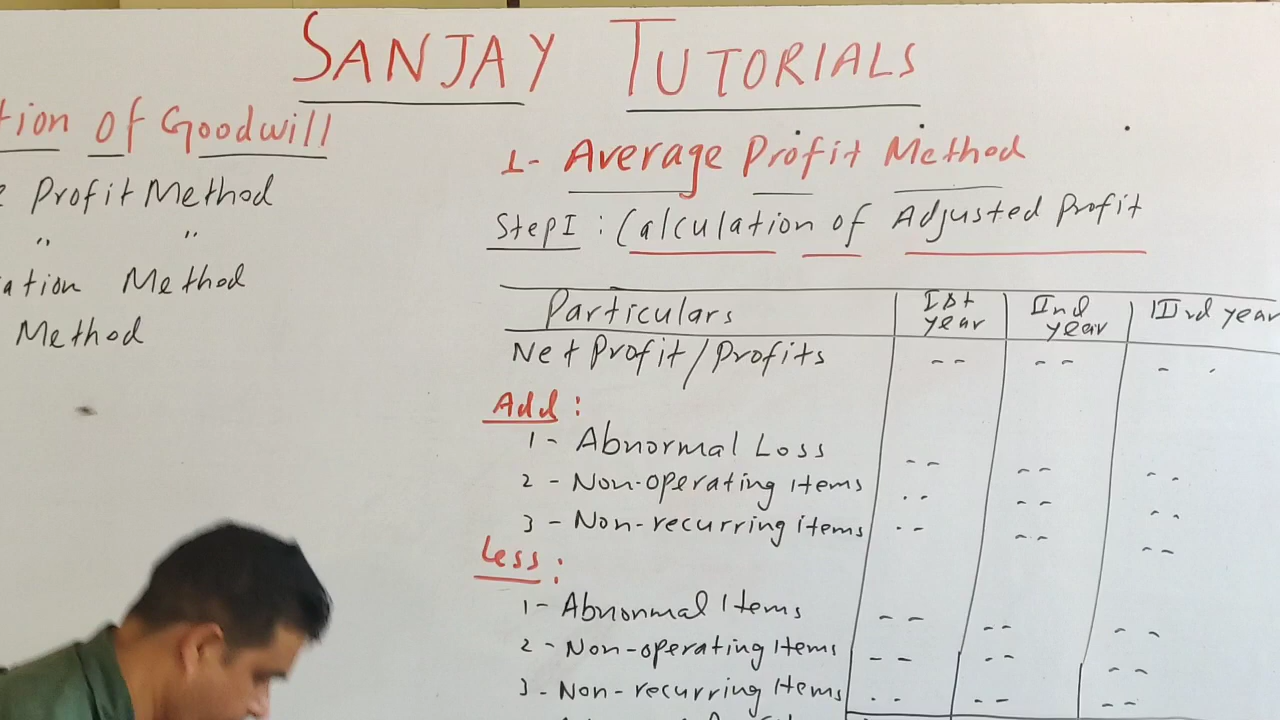 SANJAY TUTORIALS
tion of Goodwill
e Profit Method
" "
ation Method
Method
1- Average Profit Method
Step I : Calculation of Adjusted Profit
Particulars Ist year IInd year IIIrd year
Net Profit/Profits -- -- - -
Add :
1- Abnormal Loss -- -- --
2 - Non-operating items -- -- --
3 - Non-recurring items -- -- --
Less :
1- Abnonmal Items -- -- --
2- Non-operating Items -- -- --
3 - Non-recurring Items -- -- --